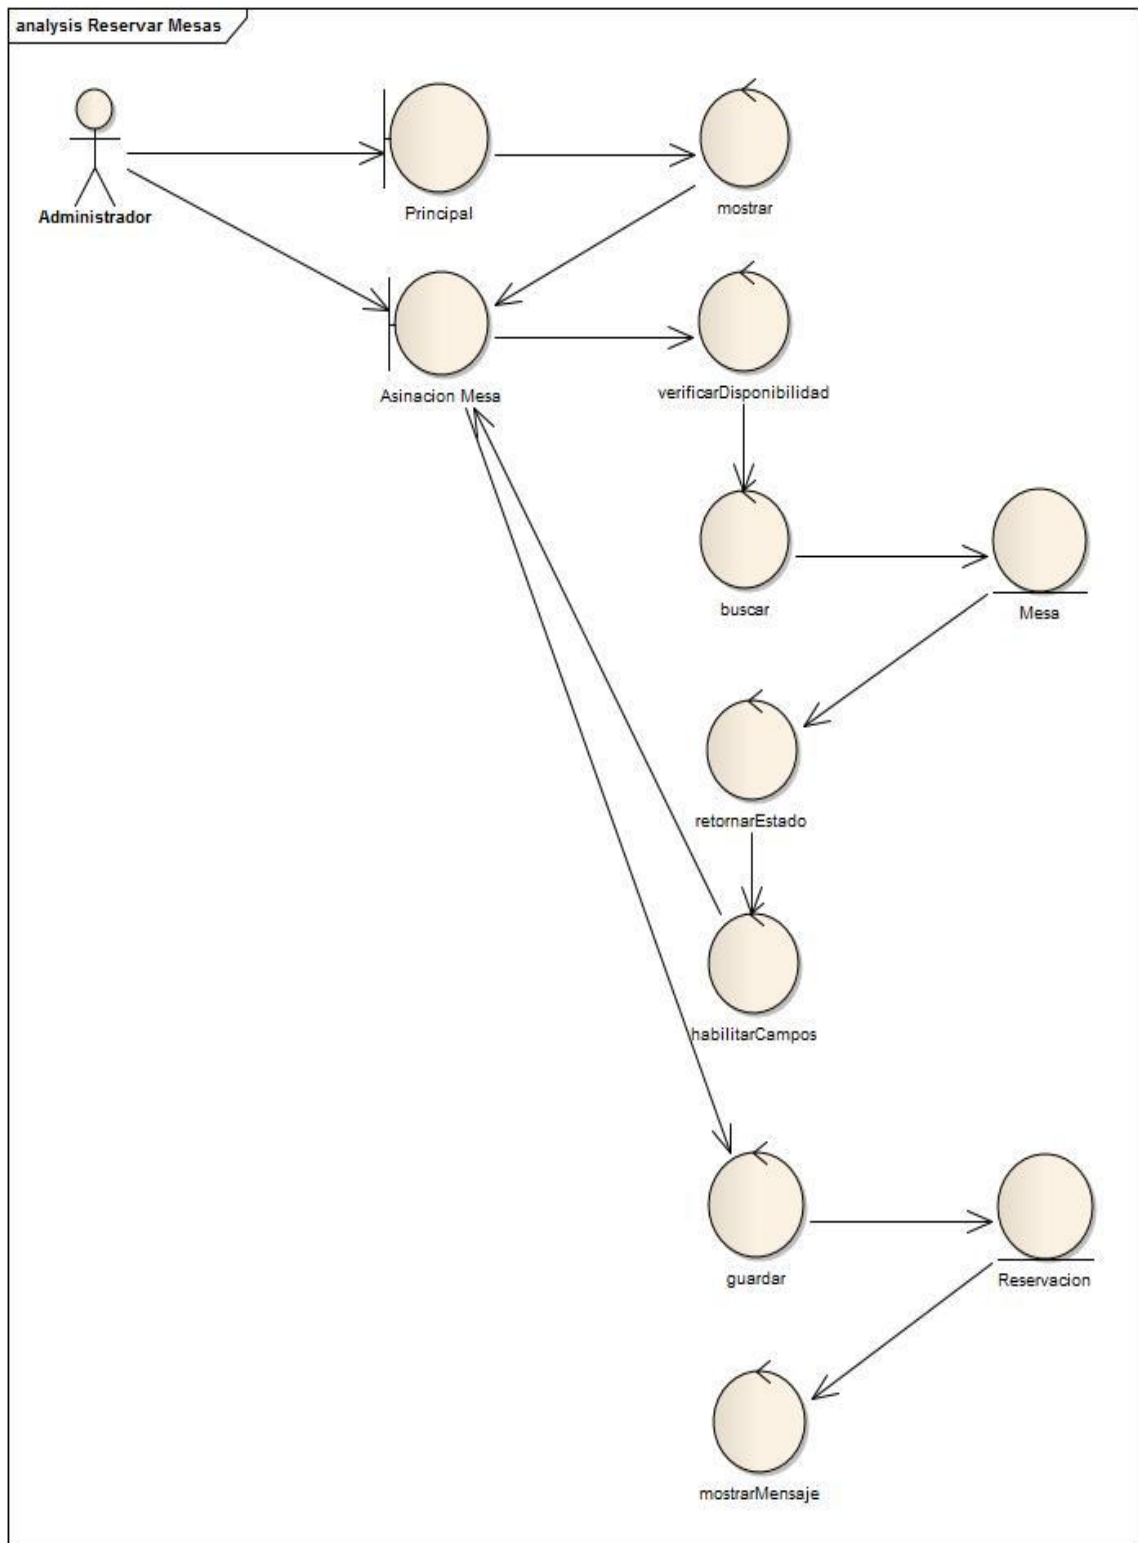 analysis Reservar Mesas
Administrador
Principal
mostrar
Asinacion Mesa
verificarDisponibilidad
buscar
Mesa
retornarEstado
habilitarCampos
guardar
Reservacion
mostrarMensaje